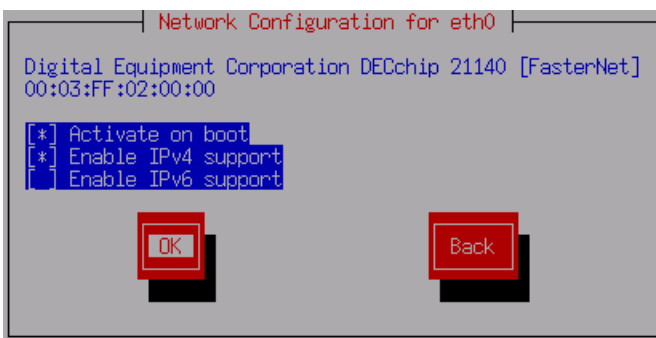 Network Configuration for eth0
Digital Equipment Corporation DECchip 21140 [FasterNet]
00:03:FF:02:00:00
[*] Activate on boot
[*] Enable IPv4 support
[ ] Enable IPv6 support
OK Back